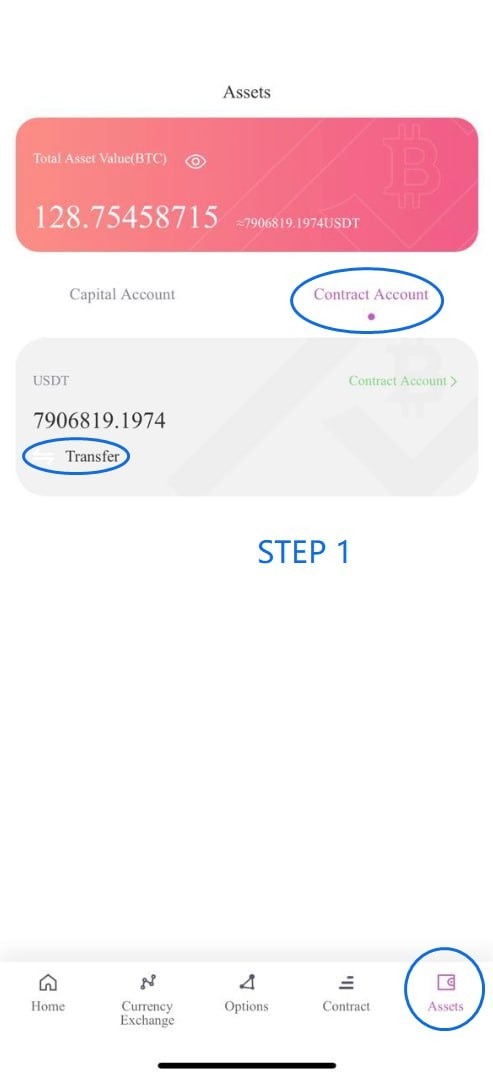 Assets
Total Asset Value(BTC)
128.75458715 ≈7906819.1974USDT
Capital Account Contract Account
USDT Contract Account
7906819.1974
Transfer
STEP 1
Home Currency Exchange Options Contract Assets